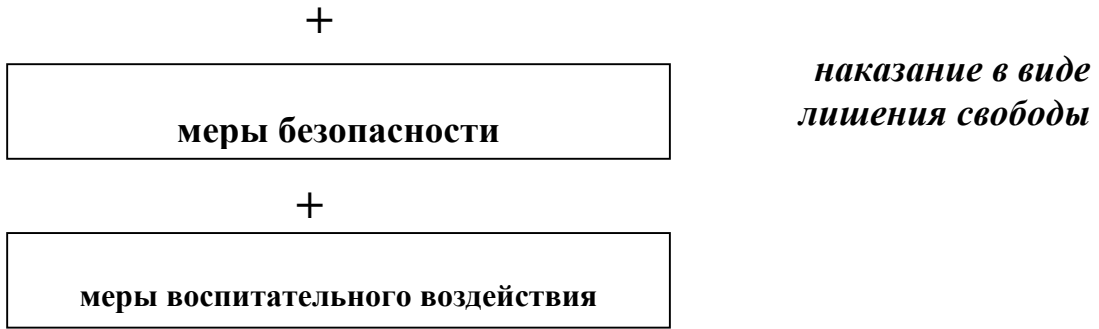 +
меры безопасности
+
меры воспитательного воздействия
наказание в виде
лишения свободы